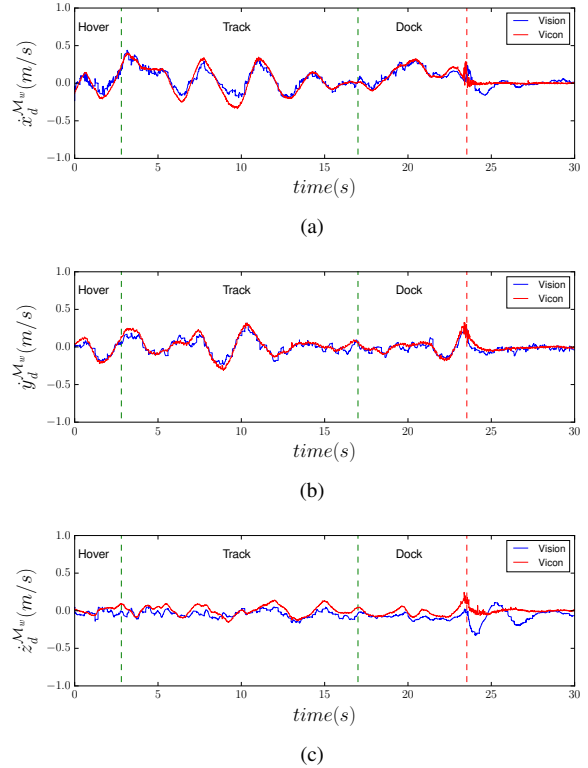 Hover Track Dock
Vision
Vicon
1.0
0.5
0.0
−0.5
−1.0
ẋ_d^{ℳ_w}(m/s)
0 5 10 15 20 25 30
time(s)
(a)
Hover Track Dock
Vision
Vicon
1.0
0.5
0.0
−0.5
−1.0
ẏ_d^{ℳ_w}(m/s)
0 5 10 15 20 25 30
time(s)
(b)
Hover Track Dock
Vision
Vicon
1.0
0.5
0.0
−0.5
−1.0
ż_d^{ℳ_w}(m/s)
0 5 10 15 20 25 30
time(s)
(c)